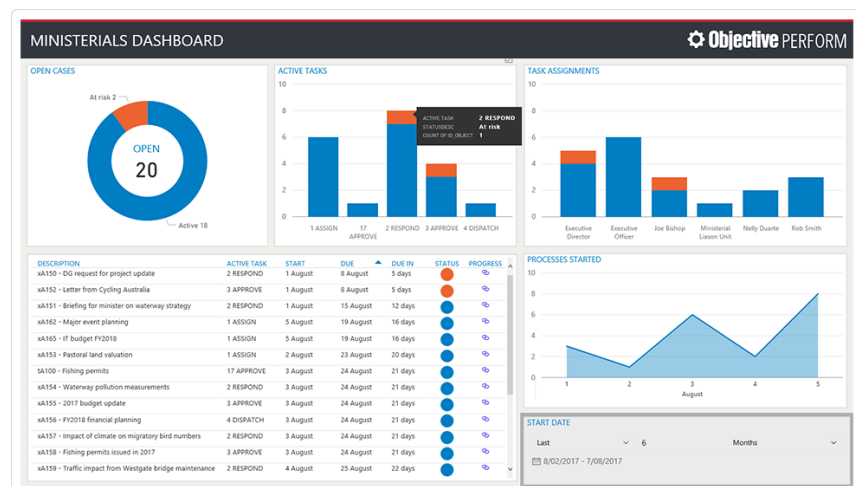 MINISTERIALS DASHBOARD
Objective PERFORM
OPEN CASES
At risk 2
OPEN
20
Active 18
ACTIVE TASKS
10
8
6
4
2
0
1 ASSIGN
17 APPROVE
2 RESPOND
3 APPROVE
4 DISPATCH
ACTIVE TASK 2 RESPOND
STATUSDESC At risk
COUNT OF ID_OBJECT 1
TASK ASSIGNMENTS
10
8
6
4
2
0
Executive Director
Executive Officer
Joe Bishop
Ministerial Liason Unit
Nelly Duarte
Rob Smith
DESCRIPTION ACTIVE TASK START DUE DUE IN STATUS PROGRESS
xA150 - DG request for project update 2 RESPOND 1 August 8 August 5 days
xA152 - Letter from Cycling Australia 3 APPROVE 1 August 8 August 5 days
xA151 - Briefing for minister on waterway strategy 2 RESPOND 1 August 15 August 12 days
xA162 - Major event planning 1 ASSIGN 5 August 19 August 16 days
xA165 - IT budget FY2018 1 ASSIGN 5 August 19 August 16 days
xA153 - Pastoral land valuation 1 ASSIGN 2 August 23 August 20 days
tA100 - Fishing permits 17 APPROVE 3 August 24 August 21 days
xA154 - Waterway pollution measurements 2 RESPOND 3 August 24 August 21 days
xA155 - 2017 budget update 3 APPROVE 3 August 24 August 21 days
xA156 - FY2018 financial planning 4 DISPATCH 3 August 24 August 21 days
xA157 - Impact of climate on migratory bird numbers 2 RESPOND 3 August 24 August 21 days
xA158 - Fishing permits issued in 2017 3 APPROVE 3 August 24 August 21 days
xA159 - Traffic impact from Westgate bridge maintenance 2 RESPOND 4 August 25 August 22 days
PROCESSES STARTED
10
8
6
4
2
0
1 2 3 4 5
August
START DATE
Last 6 Months
8/02/2017 - 7/08/2017